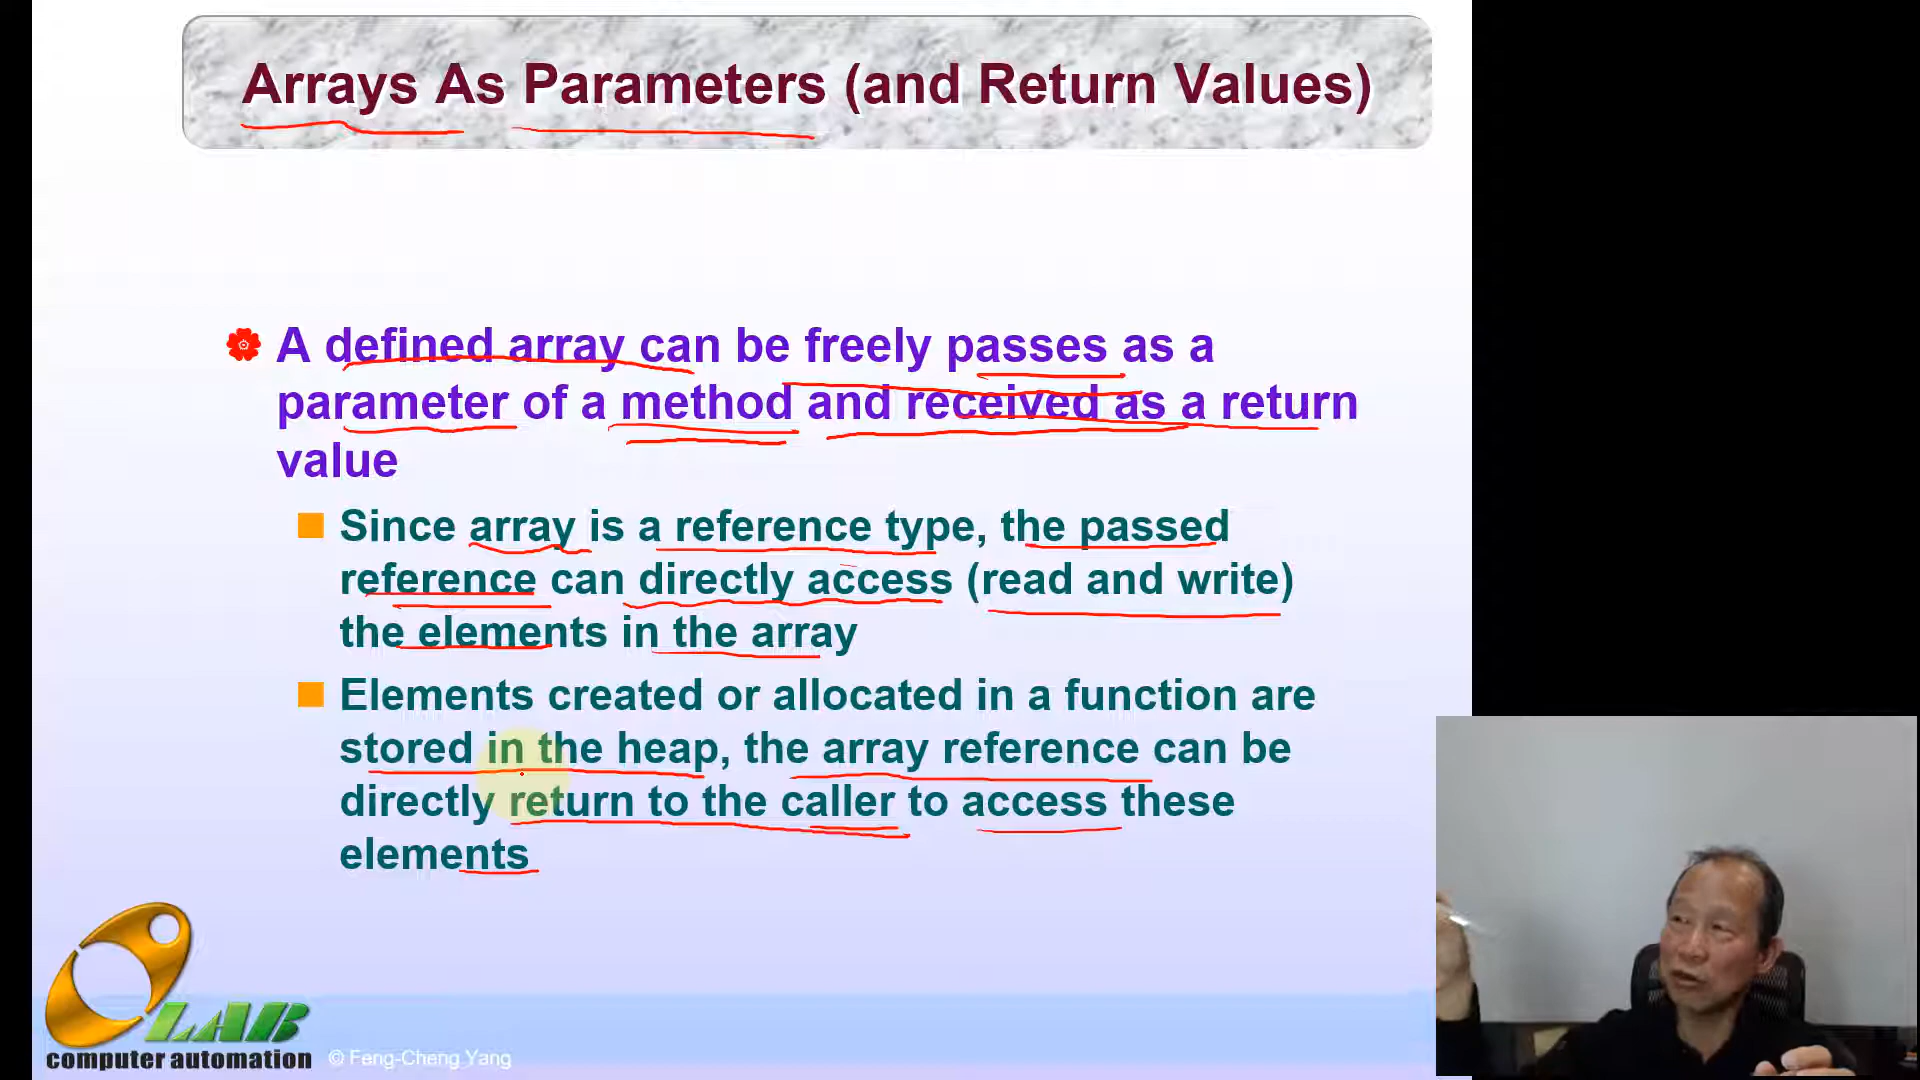 Arrays As Parameters (and Return Values)
A defined array can be freely passes as a
parameter of a method and received as a return
value
Since array is a reference type, the passed
reference can directly access (read and write)
the elements in the array
Elements created or allocated in a function are
stored in the heap, the array reference can be
directly return to the caller to access these
elements
LAB
computer automation
© Feng-Cheng Yang